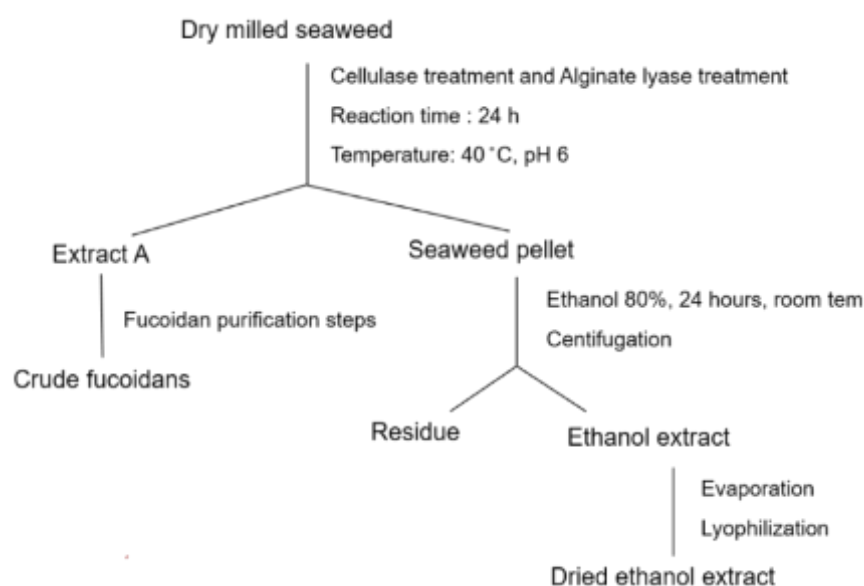 Dry milled seaweed
Cellulase treatment and Alginate lyase treatment
Reaction time : 24 h
Temperature: 40 °C, pH 6
Extract A
Seaweed pellet
Fucoidan purification steps
Ethanol 80%, 24 hours, room tem
Centifugation
Crude fucoidans
Residue
Ethanol extract
Evaporation
Lyophilization
Dried ethanol extract